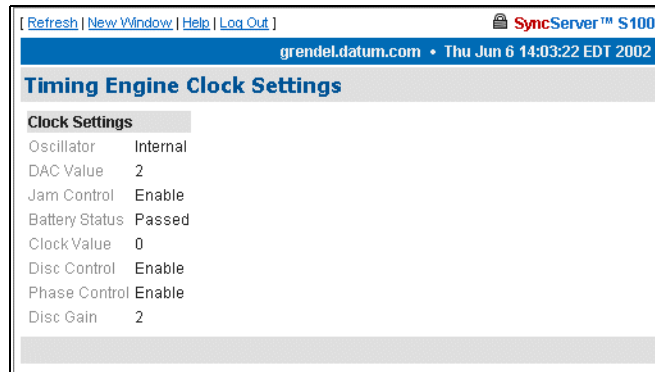 [ Refresh | New Window | Help | Log Out ] SyncServer™ S100
grendel.datum.com • Thu Jun 6 14:03:22 EDT 2002
Timing Engine Clock Settings
Clock Settings
Oscillator Internal
DAC Value 2
Jam Control Enable
Battery Status Passed
Clock Value 0
Disc Control Enable
Phase Control Enable
Disc Gain 2